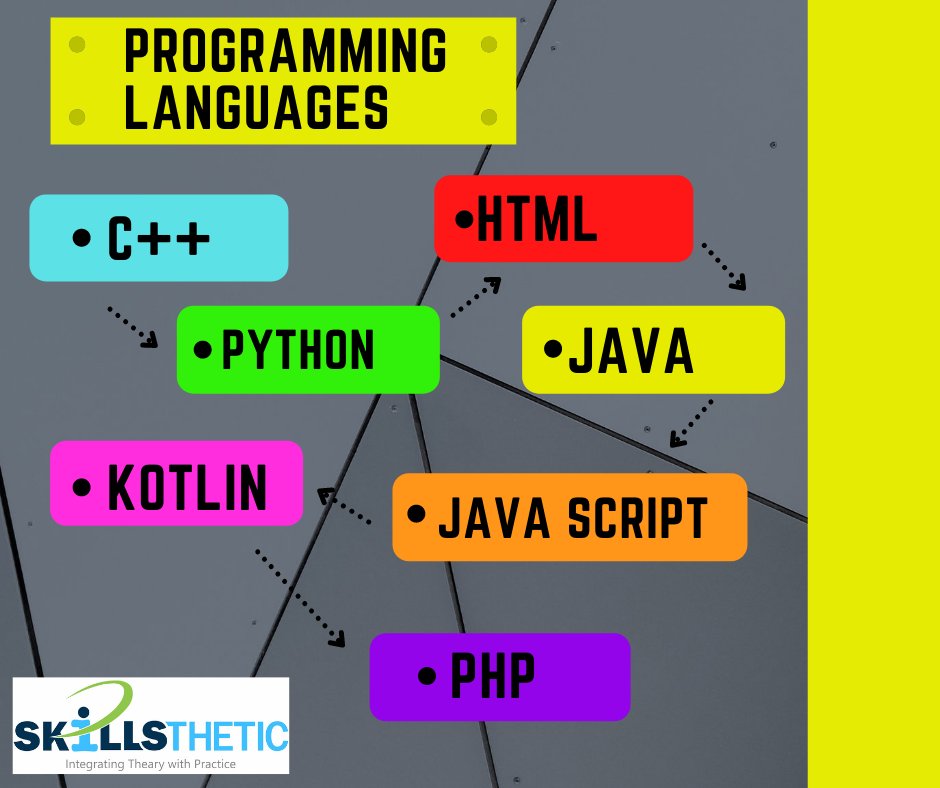 PROGRAMMING
LANGUAGES
• C++
•HTML
• PYTHON
•JAVA
• KOTLIN
• JAVA SCRIPT
• PHP
SKiLLSTHETIC
Integrating Theary with Practice